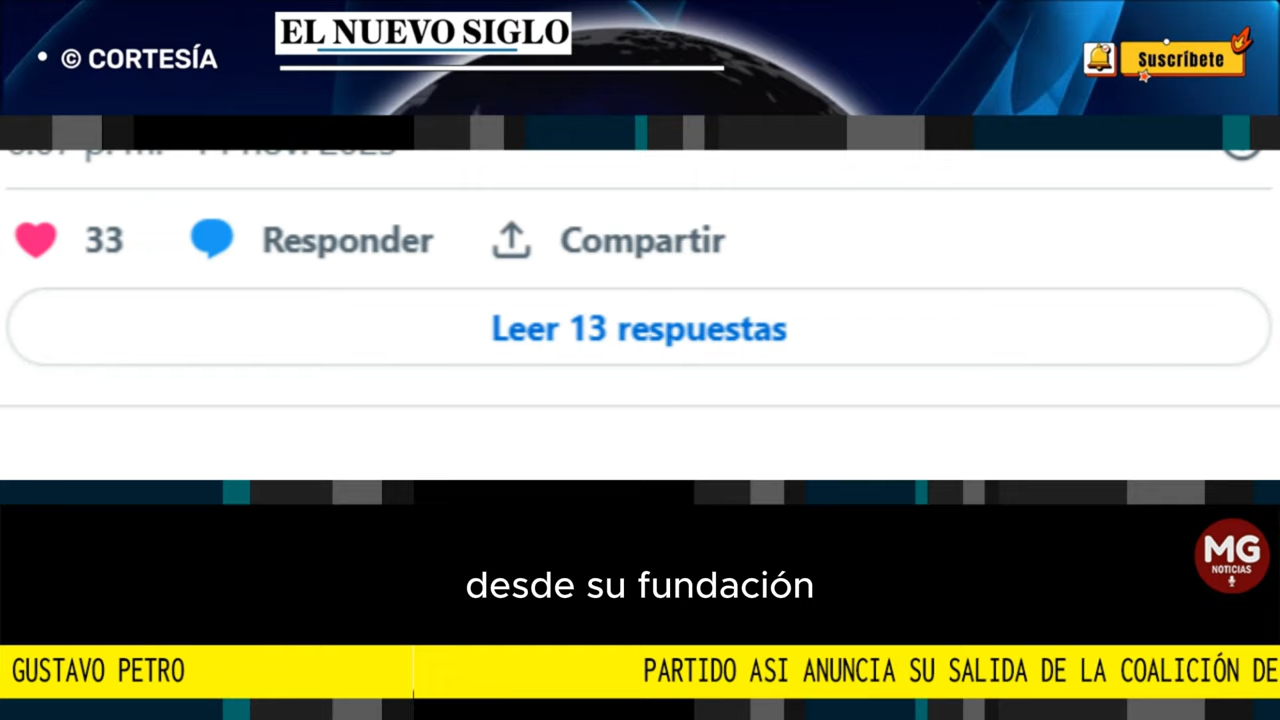 EL NUEVO SIGLO
• © CORTESÍA
Suscríbete
33 Responder Compartir
Leer 13 respuestas
MG
NOTICIAS
desde su fundación
GUSTAVO PETRO PARTIDO ASI ANUNCIA SU SALIDA DE LA COALICIÓN DE